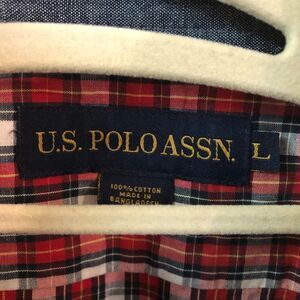 U.S. POLO ASSN. L
100% COTTON
MADE IN
BANGLADESH